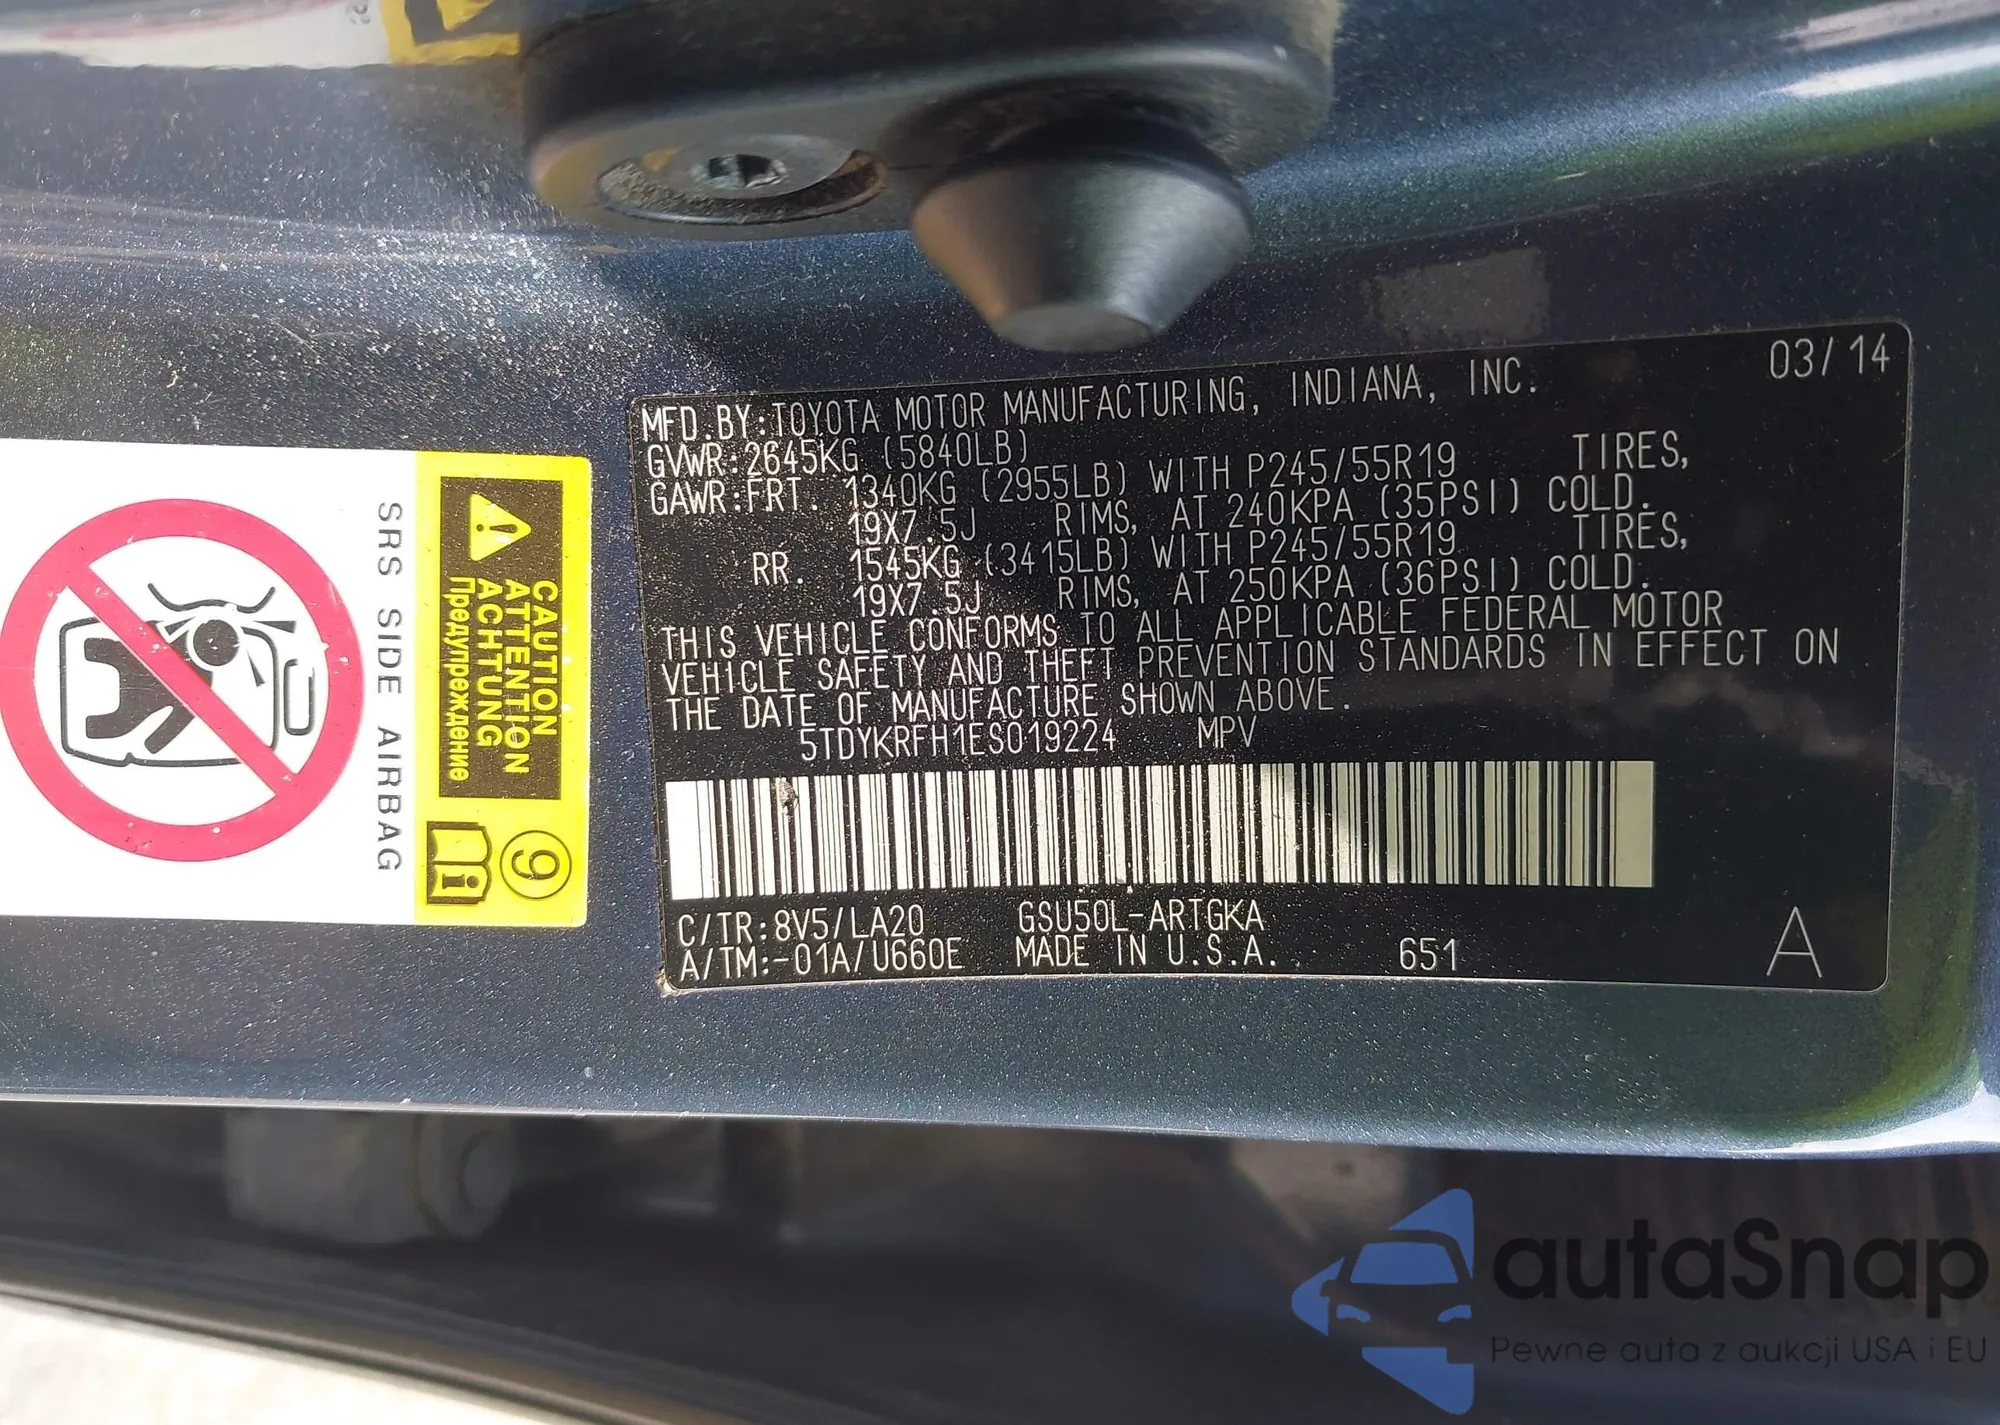 03/14
MFD.BY:TOYOTA MOTOR MANUFACTURING, INDIANA, INC.
GVWR:2645KG (5840LB)
GAWR:FRT. 1340KG (2955LB) WITH P245/55R19 TIRES,
19X7.5J RIMS, AT 240KPA (35PSI) COLD.
RR. 1545KG (3415LB) WITH P245/55R19 TIRES,
19X7.5J RIMS, AT 250KPA (36PSI) COLD.
THIS VEHICLE CONFORMS TO ALL APPLICABLE FEDERAL MOTOR
VEHICLE SAFETY AND THEFT PREVENTION STANDARDS IN EFFECT ON
THE DATE OF MANUFACTURE SHOWN ABOVE.
5TDYKRFH1ES019224 MPV
C/TR:8V5/LA20 GSU50L-ARTGKA
A/TM:-01A/U660E MADE IN U.S.A. 651 A
CAUTION
ATTENTION
ACHTUNG
Предупреждение
9
SRS SIDE AIRBAG
autaSnap
Pewne auta z aukcji USA i EU